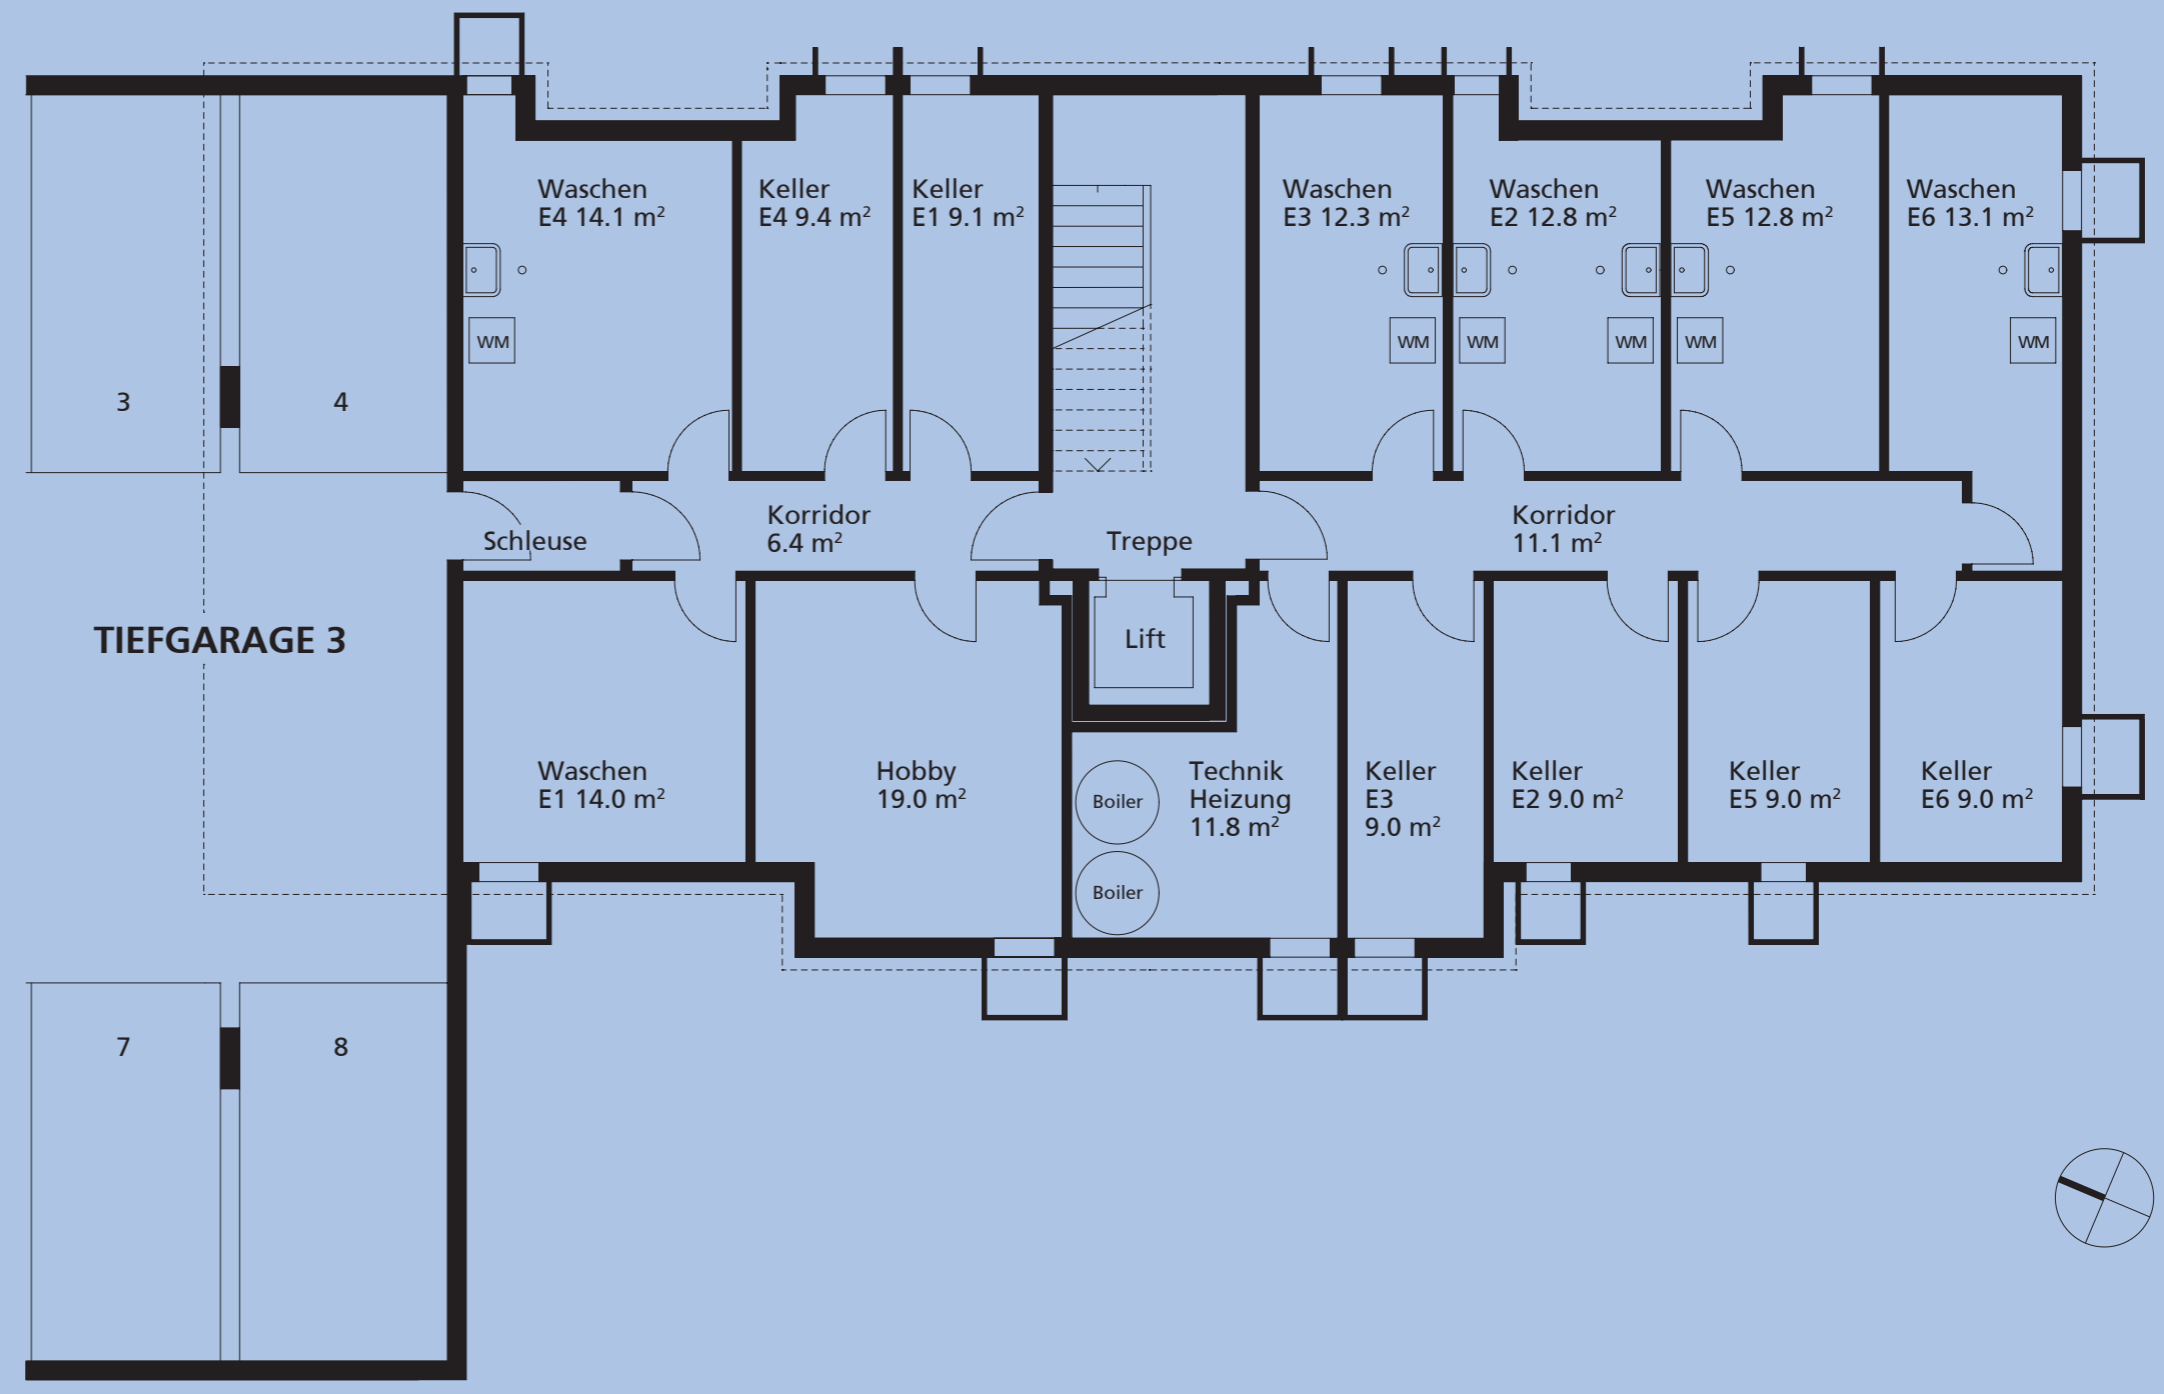 Waschen
E4 14.1 m²
Keller
E4 9.4 m²
Keller
E1 9.1 m²
Waschen
E3 12.3 m²
Waschen
E2 12.8 m²
Waschen
E5 12.8 m²
Waschen
E6 13.1 m²
WM
WM
WM
WM
WM
WM
3
4
Schleuse
Korridor
6.4 m²
Treppe
Korridor
11.1 m²
TIEFGARAGE 3
Lift
Waschen
E1 14.0 m²
Hobby
19.0 m²
Boiler
Boiler
Technik
Heizung
11.8 m²
Keller
E3
9.0 m²
Keller
E2 9.0 m²
Keller
E5 9.0 m²
Keller
E6 9.0 m²
7
8